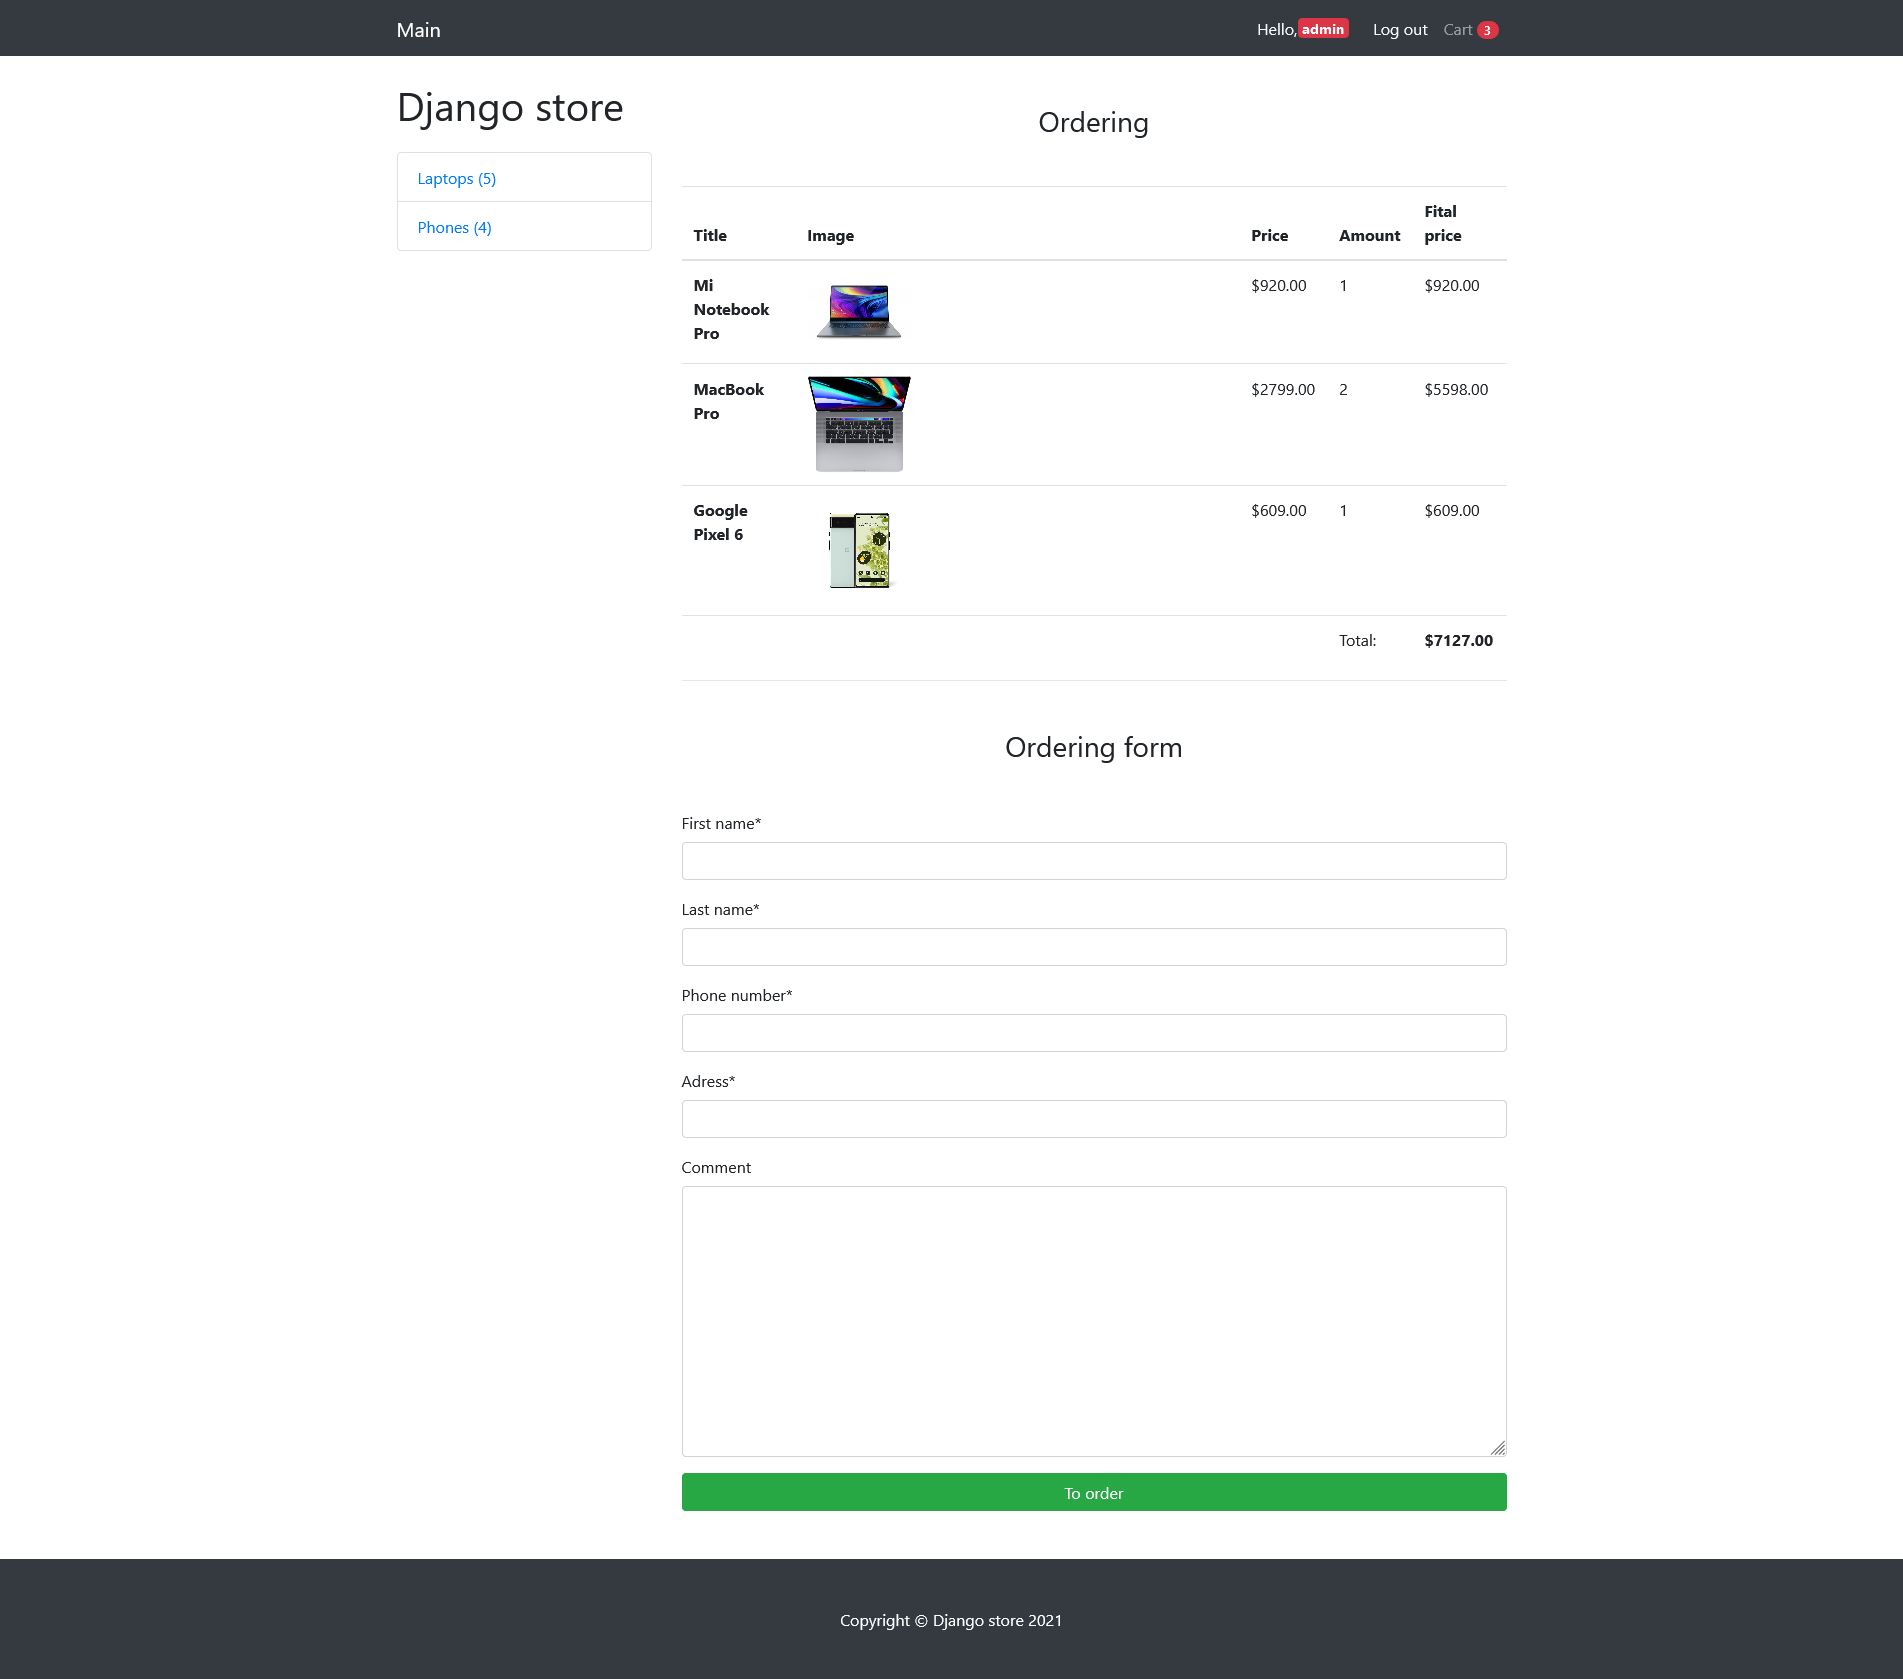 Main
Hello, admin Log out Cart 3
Django store
Laptops (5)
Phones (4)
Ordering
Title Image Price Amount Fital price
Mi Notebook Pro $920.00 1 $920.00
MacBook Pro $2799.00 2 $5598.00
Google Pixel 6 $609.00 1 $609.00
Total: $7127.00
Ordering form
First name*
Last name*
Phone number*
Adress*
Comment
To order
Copyright © Django store 2021